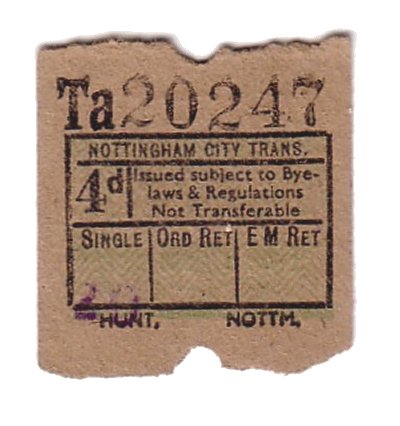 Ta20247
NOTTINGHAM CITY TRANS.
4d Issued subject to Bye-
laws & Regulations
Not Transferable
SINGLE ORD RET E M RET
HUNT, NOTTM,